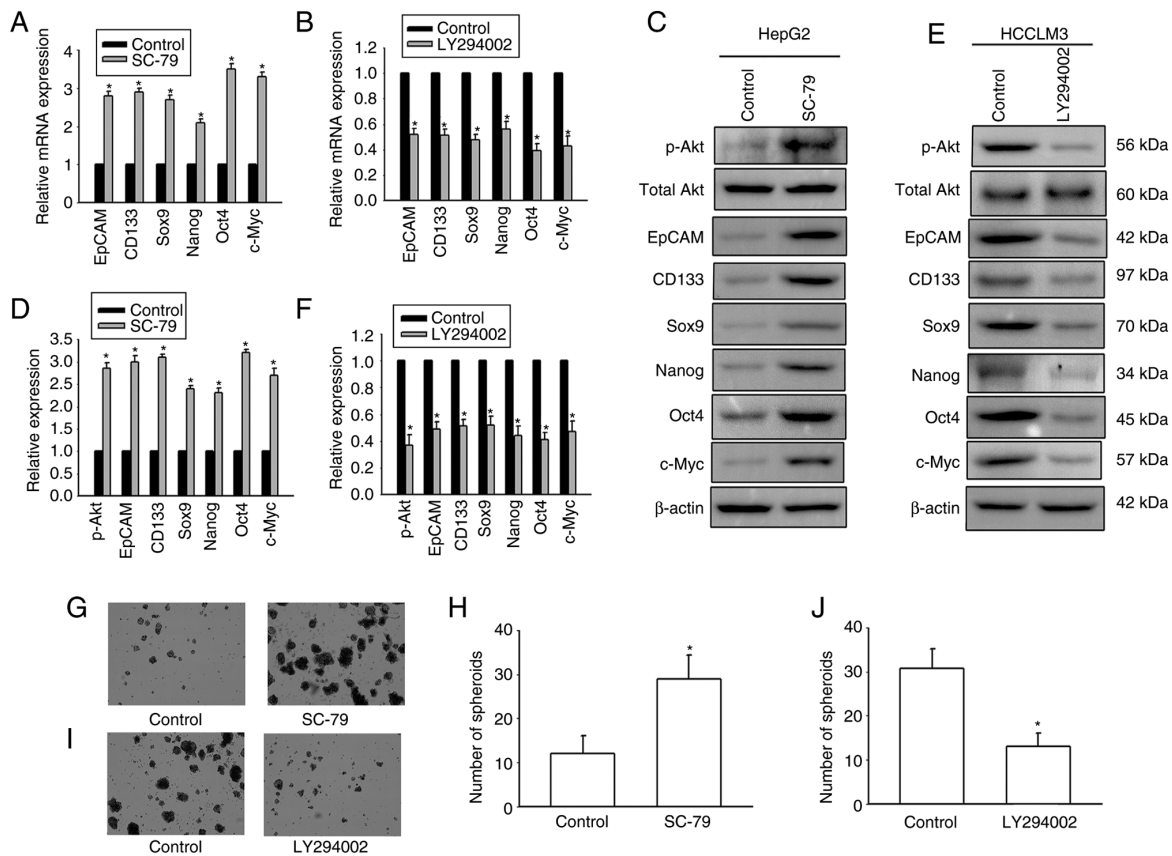 A
Control
SC-79
Relative mRNA expression
4
3
2
1
0
EpCAM
CD133
Sox9
Nanog
Oct4
c-Myc
* * * * * *
B
Control
LY294002
Relative mRNA expression
1.2
1.0
0.8
0.6
0.4
0.2
0.0
EpCAM
CD133
Sox9
Nanog
Oct4
c-Myc
* * * * * *
C
HepG2
Control
SC-79
p-Akt
Total Akt
EpCAM
CD133
Sox9
Nanog
Oct4
c-Myc
β-actin
E
HCCLM3
Control
LY294002
p-Akt 56 kDa
Total Akt 60 kDa
EpCAM 42 kDa
CD133 97 kDa
Sox9 70 kDa
Nanog 34 kDa
Oct4 45 kDa
c-Myc 57 kDa
β-actin 42 kDa
D
Control
SC-79
Relative expression
3.5
3.0
2.5
2.0
1.5
1.0
0.5
0.0
p-Akt
EpCAM
CD133
Sox9
Nanog
Oct4
c-Myc
* * * * * * *
F
Control
LY294002
Relative expression
1.2
1.0
0.8
0.6
0.4
0.2
0.0
p-Akt
EpCAM
CD133
Sox9
Nanog
Oct4
c-Myc
* * * * * * *
G
Control SC-79
I
Control LY294002
H
Number of spheroids
40
30
20
10
0
*
Control SC-79
J
Number of spheroids
40
30
20
10
0
*
Control LY294002